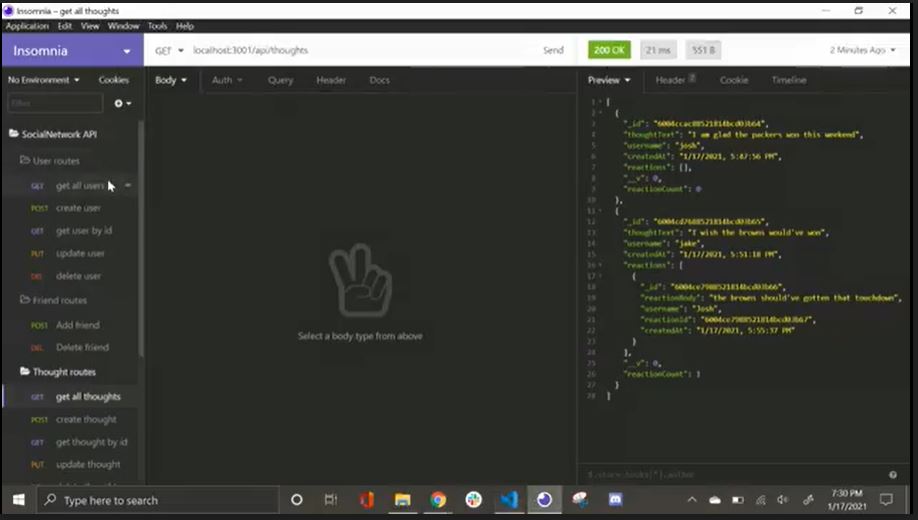 Insomnia – get all thoughts
Application Edit View Window Tools Help
Insomnia
GET localhost:3001/api/thoughts Send
200 OK 21 ms 551 B 2 Minutes Ago
No Environment Cookies
Body Auth Query Header Docs
Preview Header Cookie Timeline
Filter
SocialNetwork API
User routes
GET get all users
POST create user
GET get user by id
PUT update user
DEL delete user
Friend routes
POST Add friend
DEL Delete friend
Thought routes
GET get all thoughts
POST create thought
GET get thought by id
PUT update thought
Select a body type from above
1 [
2 {
3 "_id":
4 "thoughtText": "I am glad the packers won this weekend",
5 "username": "josh",
6 "createdAt": "1/17/2021, 5:47:56 PM",
7 "reactions": [],
8 "__v": 0,
9 "reactionCount": 0
10 },
11 {
12 "_id":
13 "thoughtText": "I wish the browns would've won",
14 "username": "jake",
15 "createdAt": "1/17/2021, 5:51:18 PM",
16 "reactions": [
17 {
18 "_id":
19 "reactionBody": "the browns should've gotten that touchdown",
20 "username": "Josh",
21 "reactionId":
22 "createdAt": "1/17/2021, 5:55:37 PM"
23 }
24 ],
25 "__v": 0,
26 "reactionCount": 1
27 }
28 ]
$.store.books[*].author
Type here to search
7:30 PM
1/17/2021